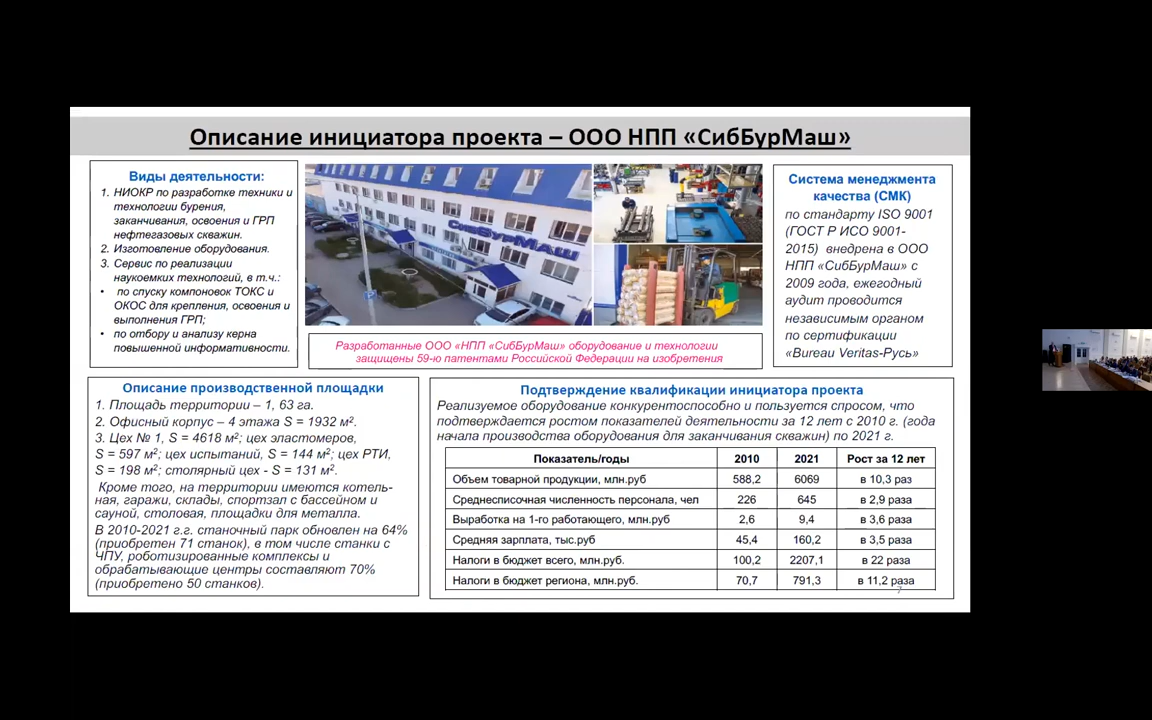 Описание инициатора проекта – ООО НПП «СибБурМаш»
Виды деятельности:
1. НИОКР по разработке техники и
технологии бурения,
заканчивания, освоения и ГРП
нефтегазовых скважин.
2. Изготовление оборудования.
3. Сервис по реализации
наукоемких технологий, в т.ч.:
• по спуску компоновок ТОКС и
ОКОС для крепления, освоения и
выполнения ГРП;
• по отбору и анализу керна
повышенной информативности.
СибБурМаш
Разработанные ООО «НПП «СибБурМаш» оборудование и технологии
защищены 59-ю патентами Российской Федерации на изобретения
Система менеджмента
качества (СМК)
по стандарту ISO 9001
(ГОСТ Р ИСО 9001-
2015) внедрена в ООО
НПП «СибБурМаш» с
2009 года, ежегодный
аудит проводится
независимым органом
по сертификации
«Bureau Veritas-Русь»
Описание производственной площадки
1. Площадь территории – 1, 63 га.
2. Офисный корпус – 4 этажа S = 1932 м².
3. Цех № 1, S = 4618 м²; цех эластомеров,
S = 597 м²; цех испытаний, S = 144 м²; цех РТИ,
S = 198 м²; столярный цех - S = 131 м².
Кроме того, на территории имеются котель-
ная, гаражи, склады, спортзал с бассейном и
сауной, столовая, площадки для металла.
В 2010-2021 г.г. станочный парк обновлен на 64%
(приобретен 71 станок), в том числе станки с
ЧПУ, роботизированные комплексы и
обрабатывающие центры составляют 70%
(приобретено 50 станков).
Подтверждение квалификации инициатора проекта
Реализуемое оборудование конкурентоспособно и пользуется спросом, что
подтверждается ростом показателей деятельности за 12 лет с 2010 г. (года
начала производства оборудования для заканчивания скважин) по 2021 г.
Показатель/годы 2010 2021 Рост за 12 лет
Объем товарной продукции, млн.руб 588,2 6069 в 10,3 раз
Среднесписочная численность персонала, чел 226 645 в 2,9 раза
Выработка на 1-го работающего, млн.руб 2,6 9,4 в 3,6 раза
Средняя зарплата, тыс.руб 45,4 160,2 в 3,5 раза
Налоги в бюджет всего, млн.руб. 100,2 2207,1 в 22 раза
Налоги в бюджет региона, млн.руб. 70,7 791,3 в 11,2 раза
7